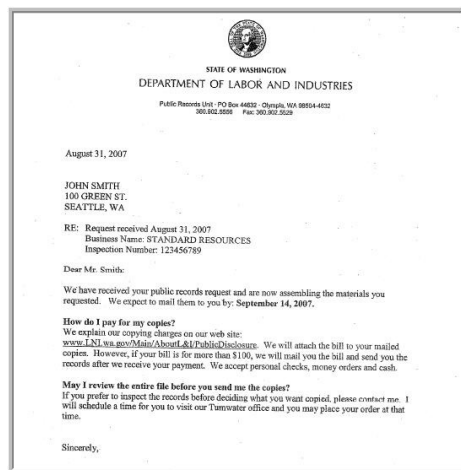 STATE OF WASHINGTON
DEPARTMENT OF LABOR AND INDUSTRIES
Public Records Unit · PO Box 44632 · Olympia, WA 98504-4632
360.902.5556 Fax 360.902.5529
August 31, 2007
JOHN SMITH
100 GREEN ST.
SEATTLE, WA
RE: Request received August 31, 2007
Business Name: STANDARD RESOURCES
Inspection Number: 123456789
Dear Mr. Smith:
We have received your public records request and are now assembling the materials you
requested. We expect to mail them to you by: September 14, 2007.
How do I pay for my copies?
We explain our copying charges on our web site:
www.LNI.wa.gov/Main/AboutL&I/PublicDisclosure. We will attach the bill to your mailed
copies. However, if your bill is for more than $100, we will mail you the bill and send you the
records after we receive your payment. We accept personal checks, money orders and cash.
May I review the entire file before you send me the copies?
If you prefer to inspect the records before deciding what you want copied, please contact me. I
will schedule a time for you to visit our Tumwater office and you may place your order at that
time.
Sincerely,